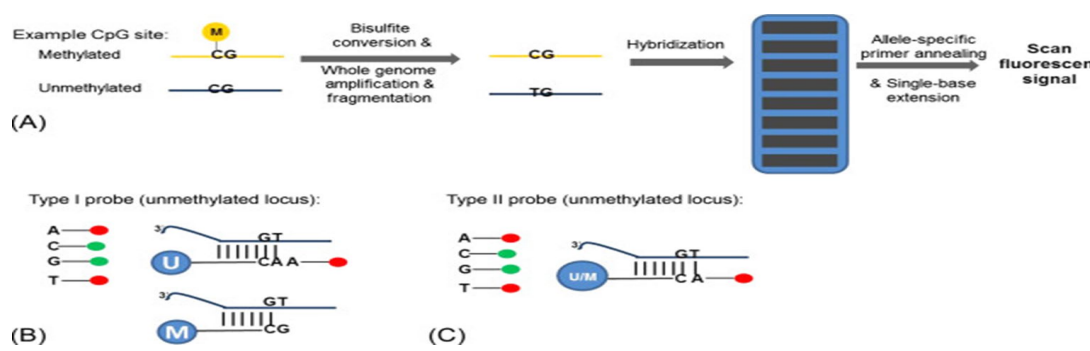 Example CpG site:
M
Methylated
CG
Unmethylated
CG
Bisulfite
conversion &
Whole genome
amplification &
fragmentation
CG
TG
Hybridization
Allele-specific
primer annealing
& Single-base
extension
Scan
fluorescen
signal
(A)
Type I probe (unmethylated locus):
A
C
G
T
3'
GT
U
CAA
3'
GT
M
CG
(B)
Type II probe (unmethylated locus):
A
C
G
T
3'
GT
U/M
CA
(C)